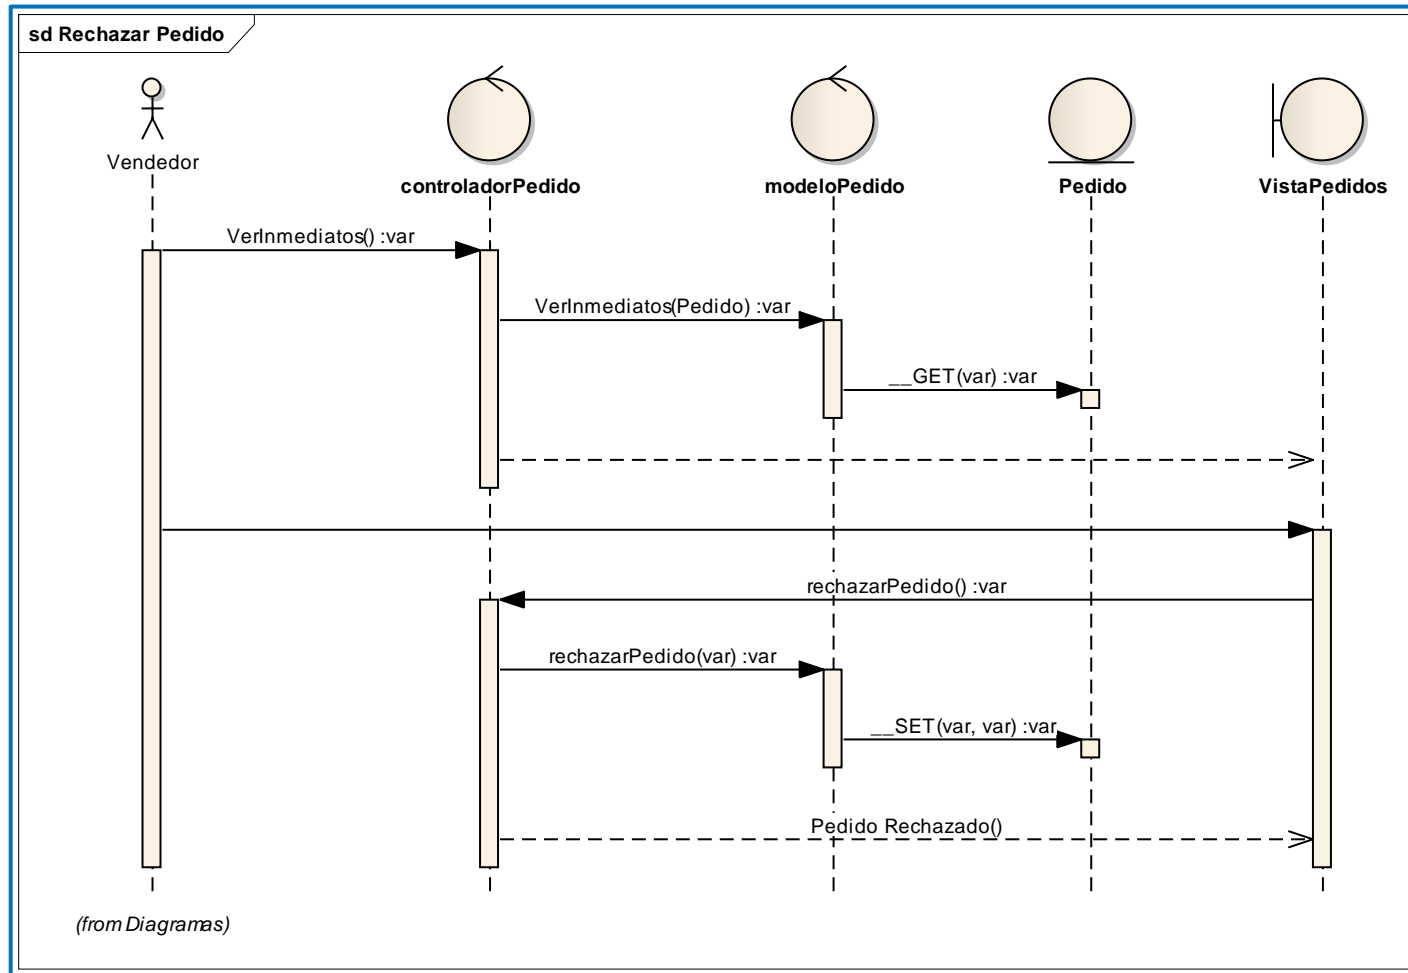 sd Rechazar Pedido
Vendedor
controladorPedido
modeloPedido
Pedido
VistaPedidos
VerInmediatos() :var
VerInmediatos(Pedido) :var
__GET(var) :var
rechazarPedido() :var
rechazarPedido(var) :var
__SET(var, var) :var
Pedido Rechazado()
(from Diagramas)